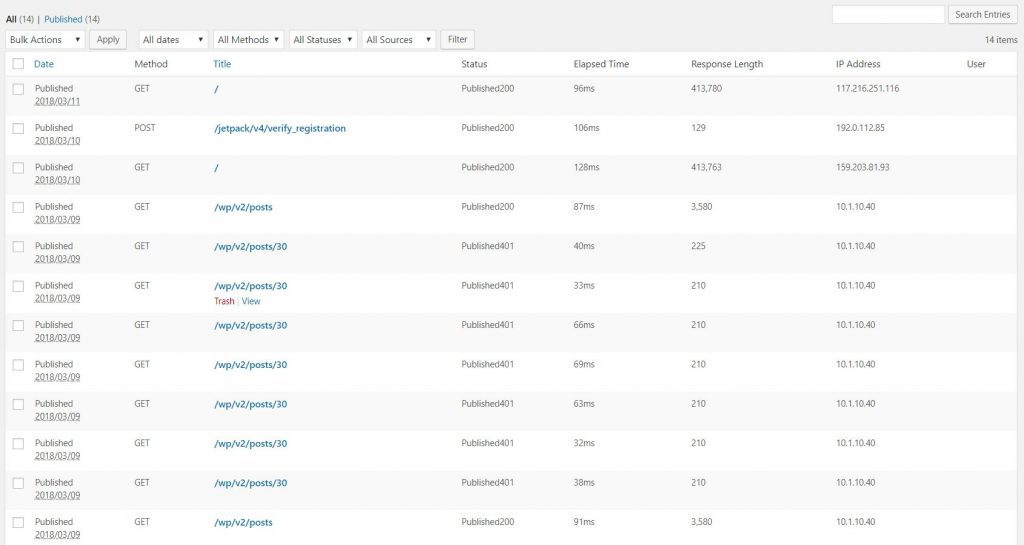 All (14) | Published (14)
Search Entries
Bulk Actions Apply All dates All Methods All Statuses All Sources Filter 14 items
Date Method Title Status Elapsed Time Response Length IP Address User
Published GET / Published200 96ms 413,780 117.216.251.116
2018/03/11
Published POST /jetpack/v4/verify_registration Published200 106ms 129 192.0.112.85
2018/03/10
Published GET / Published200 128ms 413,763 159.203.81.93
2018/03/10
Published GET /wp/v2/posts Published200 87ms 3,580 10.1.10.40
2018/03/09
Published GET /wp/v2/posts/30 Published401 40ms 225 10.1.10.40
2018/03/09
Published GET /wp/v2/posts/30 Published401 33ms 210 10.1.10.40
2018/03/09 Trash | View
Published GET /wp/v2/posts/30 Published401 66ms 210 10.1.10.40
2018/03/09
Published GET /wp/v2/posts/30 Published401 69ms 210 10.1.10.40
2018/03/09
Published GET /wp/v2/posts/30 Published401 63ms 210 10.1.10.40
2018/03/09
Published GET /wp/v2/posts/30 Published401 32ms 210 10.1.10.40
2018/03/09
Published GET /wp/v2/posts/30 Published401 38ms 210 10.1.10.40
2018/03/09
Published GET /wp/v2/posts Published200 91ms 3,580 10.1.10.40
2018/03/09